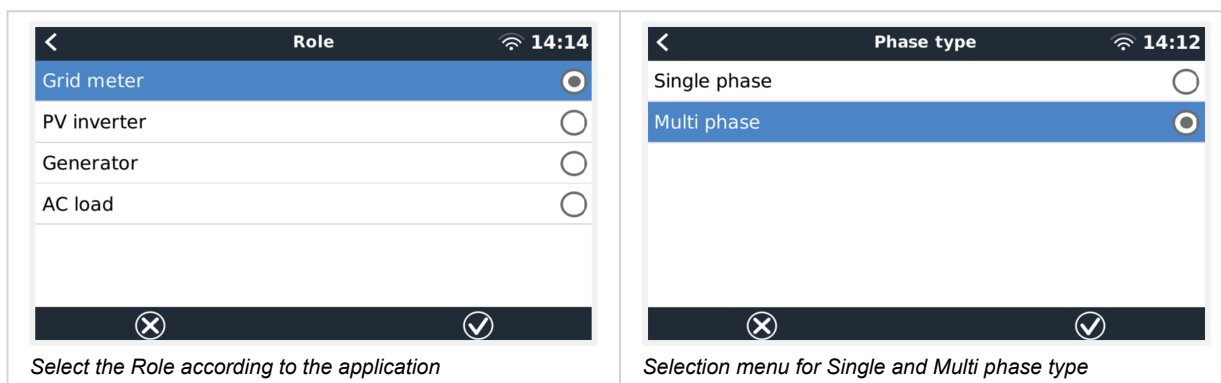 Role 14:14
Grid meter
PV inverter
Generator
AC load
Select the Role according to the application
Phase type 14:12
Single phase
Multi phase
Selection menu for Single and Multi phase type